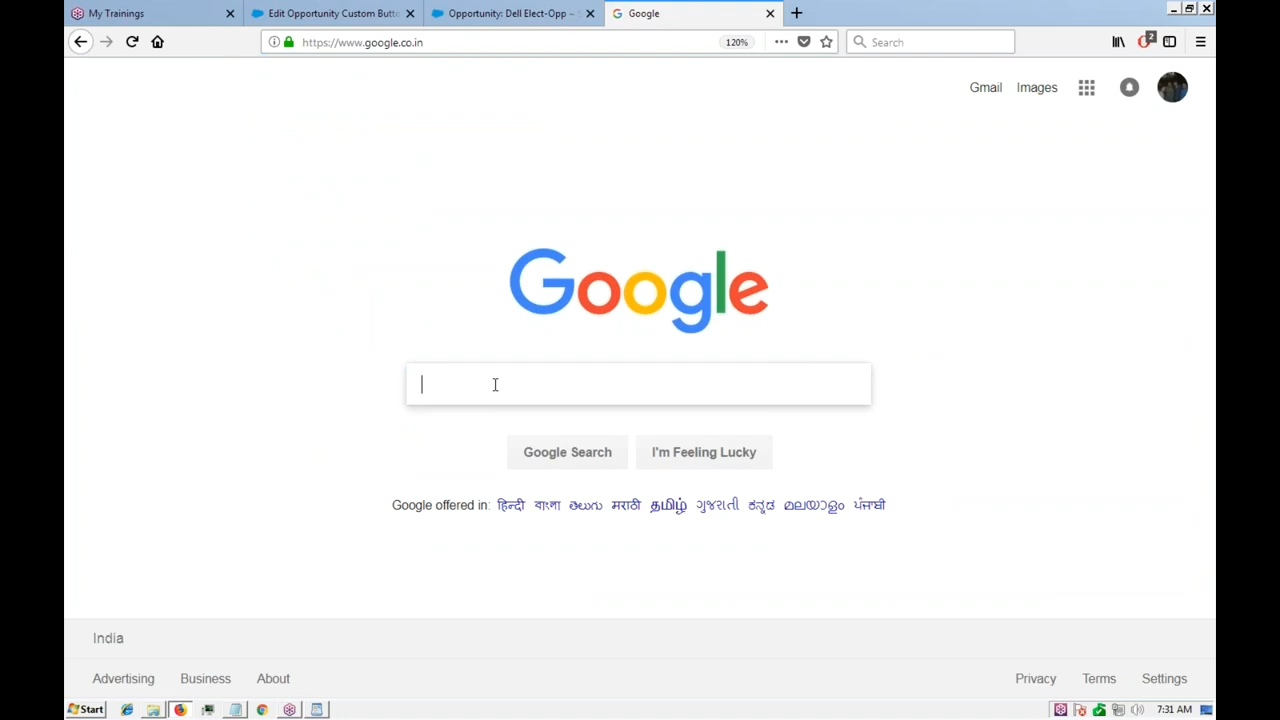 My Trainings
Edit Opportunity Custom Butto
Opportunity: Dell Elect-Opp ~
Google
https://www.google.co.in
120%
Search
2
Gmail Images
Google
Google Search
I'm Feeling Lucky
Google offered in: हिन्दी বাংলা తెలుగు मराठी தமிழ் ગુજરાતી ಕನ್ನಡ മലയാളം ਪੰਜਾਬੀ
India
Advertising Business About
Privacy Terms Settings
Start
7:31 AM